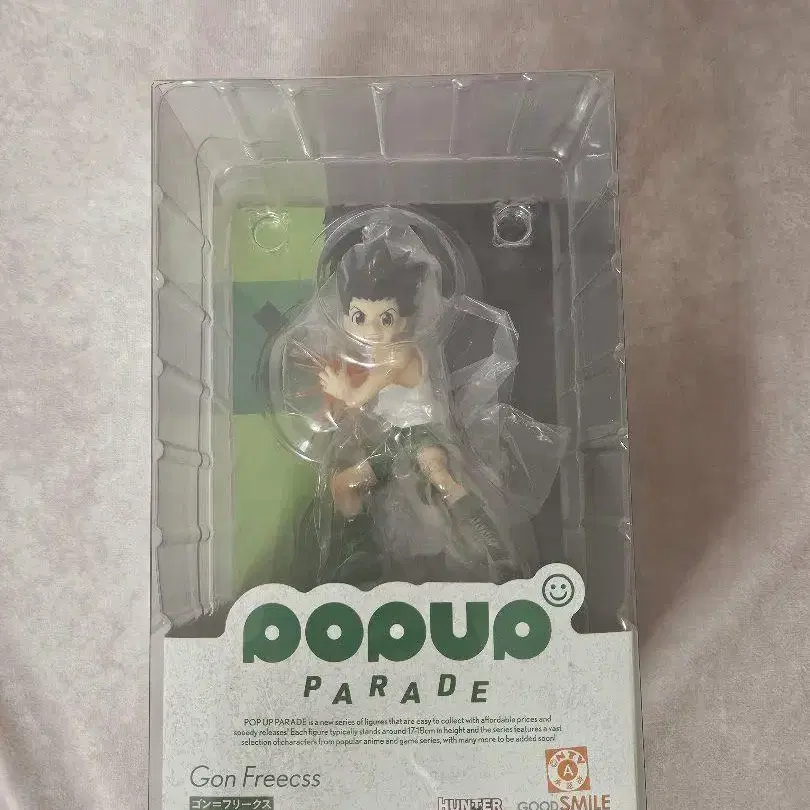 POPUP
PARADE
POP UP PARADE is a new series of figures that are easy to collect with affordable prices and
speedy releases! Each figure typically stands around 17-18cm in height and the series features a vast
selection of characters from popular anime and game series, with many more to be added soon!
Gon Freecss
ゴン=フリークス
HUNTER
GOOD SMILE
A